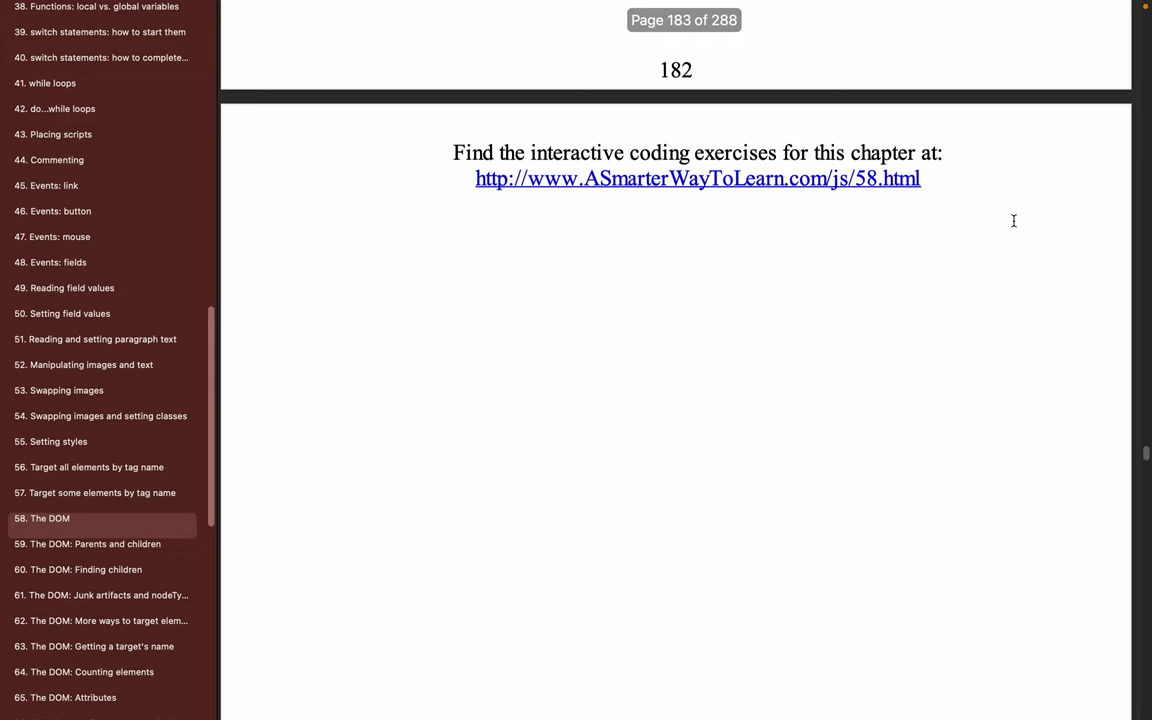 38. Functions: local vs. global variables
39. switch statements: how to start them
40. switch statements: how to complete...
41. while loops
42. do...while loops
43. Placing scripts
44. Commenting
45. Events: link
46. Events: button
47. Events: mouse
48. Events: fields
49. Reading field values
50. Setting field values
51. Reading and setting paragraph text
52. Manipulating images and text
53. Swapping images
54. Swapping images and setting classes
55. Setting styles
56. Target all elements by tag name
57. Target some elements by tag name
58. The DOM
59. The DOM: Parents and children
60. The DOM: Finding children
61. The DOM: Junk artifacts and nodeTy...
62. The DOM: More ways to target elem...
63. The DOM: Getting a target's name
64. The DOM: Counting elements
65. The DOM: Attributes
Page 183 of 288
182
Find the interactive coding exercises for this chapter at:
http://www.ASmarterWayToLearn.com/js/58.html